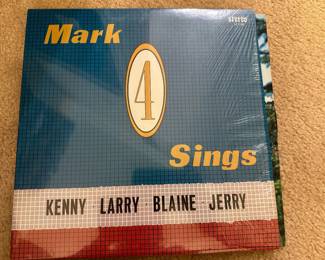 stereo
Mark
4
Sings
KENNY LARRY BLAINE JERRY